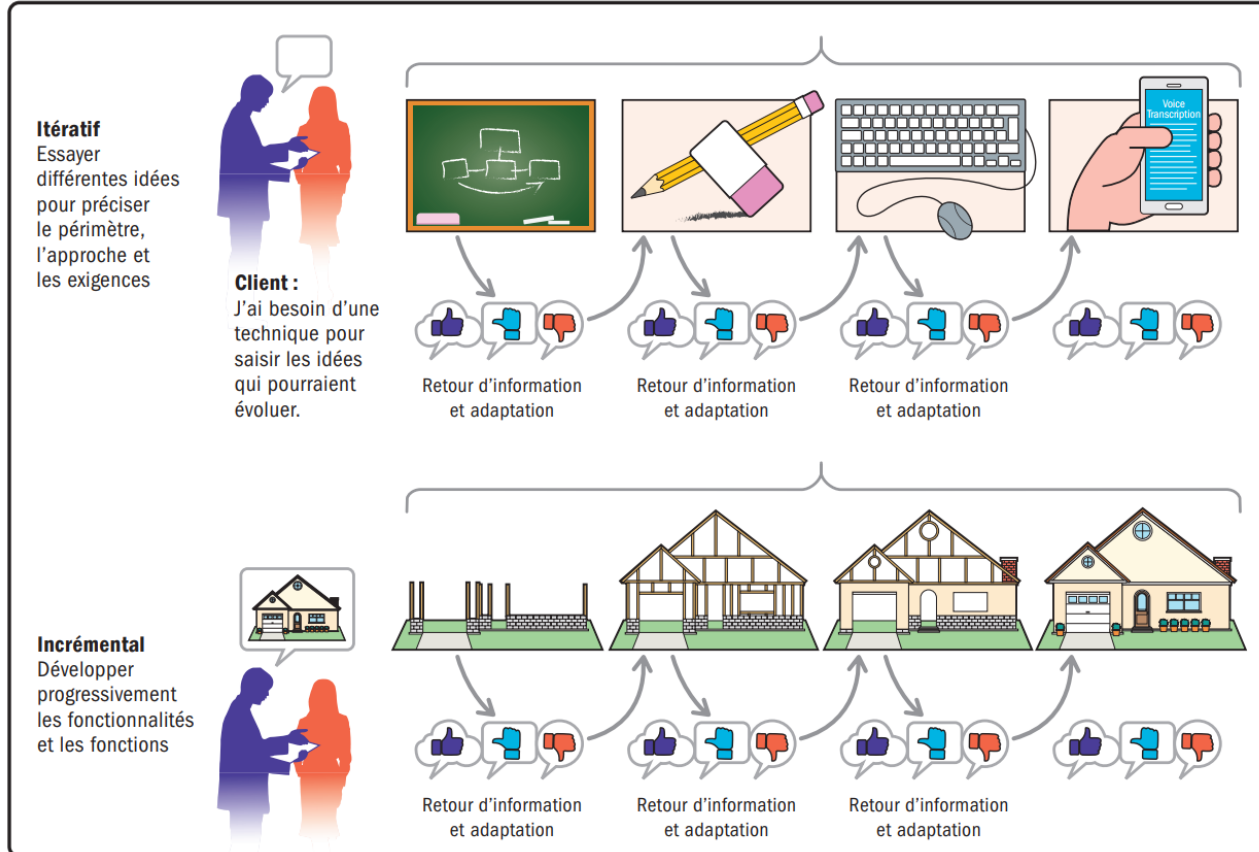 Itératif
Essayer
différentes idées
pour préciser
le périmètre,
l'approche et
les exigences
Client :
J'ai besoin d'une
technique pour
saisir les idées
qui pourraient
évoluer.
Voice
Transcription
Retour d'information
et adaptation
Retour d'information
et adaptation
Retour d'information
et adaptation
Incrémental
Développer
progressivement
les fonctionnalités
et les fonctions
Retour d'information
et adaptation
Retour d'information
et adaptation
Retour d'information
et adaptation